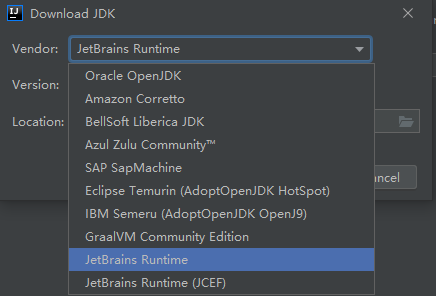 IJ Download JDK
Vendor: JetBrains Runtime
Oracle OpenJDK
Version:
Amazon Corretto
Location:
BellSoft Liberica JDK
Azul Zulu Community™
SAP SapMachine
Eclipse Temurin (AdoptOpenJDK HotSpot)
IBM Semeru (AdoptOpenJDK OpenJ9)
GraalVM Community Edition
JetBrains Runtime
JetBrains Runtime (JCEF)